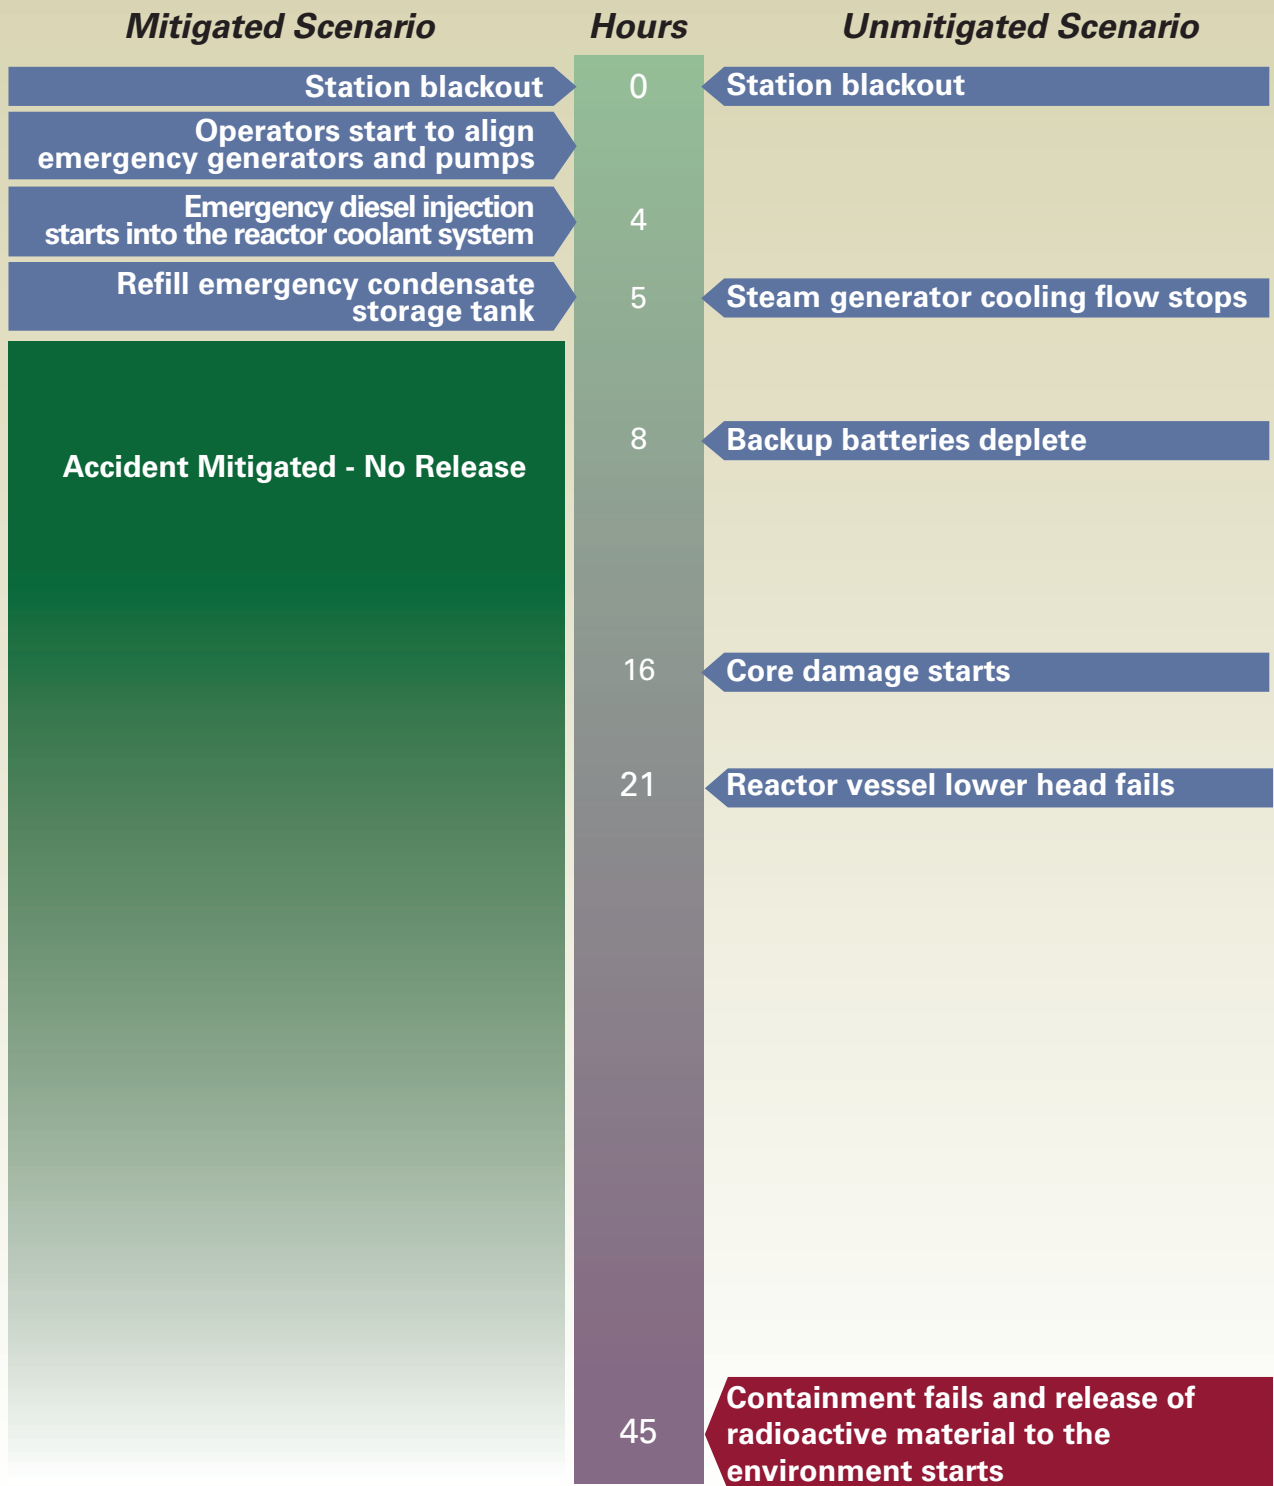 Mitigated Scenario Hours Unmitigated Scenario
Station blackout 0 Station blackout
Operators start to align
emergency generators and pumps
Emergency diesel injection
starts into the reactor coolant system
4
Refill emergency condensate
storage tank
5 Steam generator cooling flow stops
Accident Mitigated - No Release
8 Backup batteries deplete
16 Core damage starts
21 Reactor vessel lower head fails
45
Containment fails and release of
radioactive material to the
environment starts